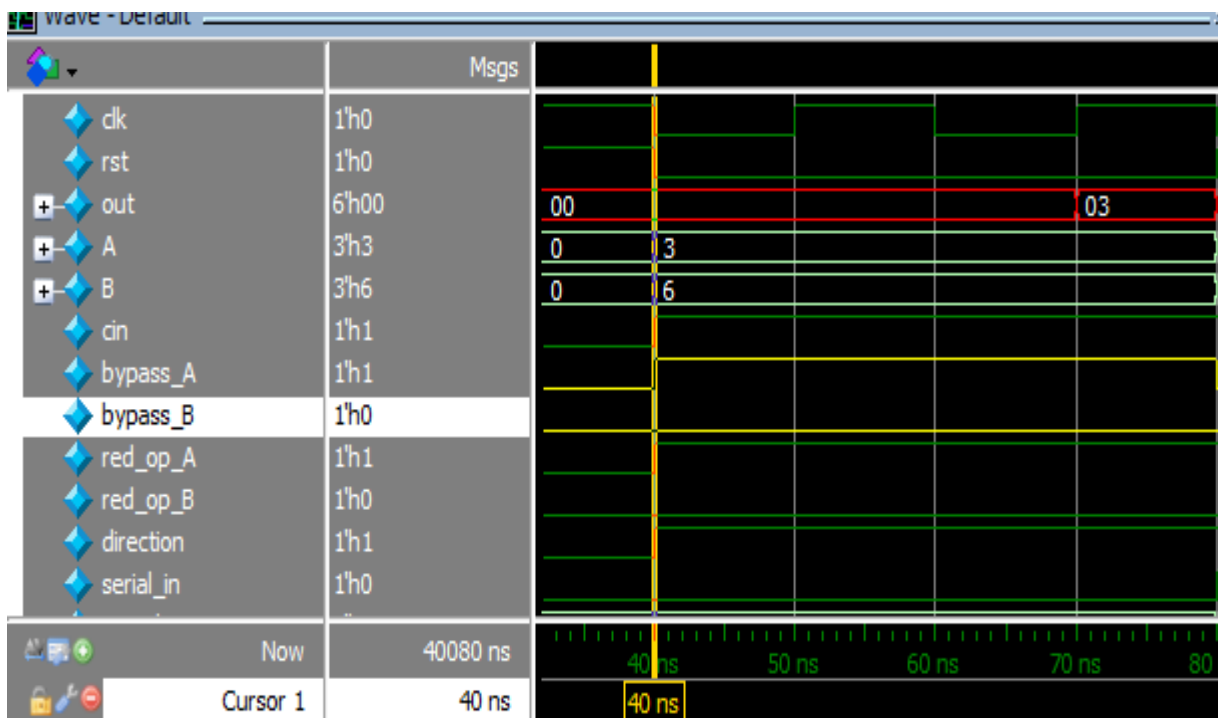 Wave - Default
Msgs
clk 1'h0
rst 1'h0
out 6'h00 00 03
A 3'h3 0 3
B 3'h6 0 6
cin 1'h1
bypass_A 1'h1
bypass_B 1'h0
red_op_A 1'h1
red_op_B 1'h0
direction 1'h1
serial_in 1'h0
Now 40080 ns 40 ns 50 ns 60 ns 70 ns 80
Cursor 1 40 ns 40 ns